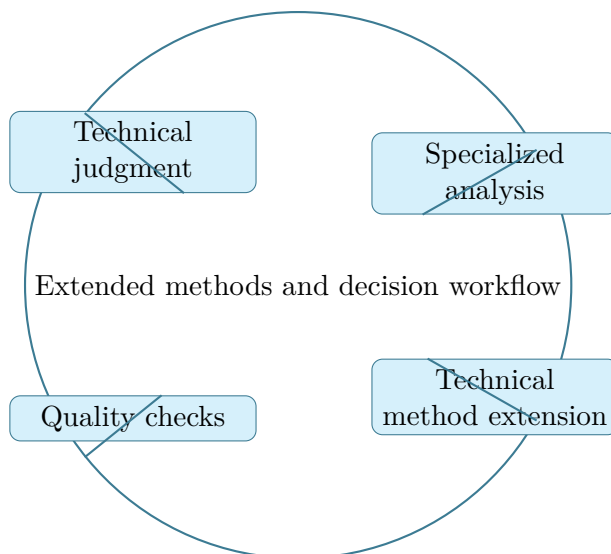 Technical
judgment
Specialized
analysis
Extended methods and decision workflow
Quality checks
Technical
method extension